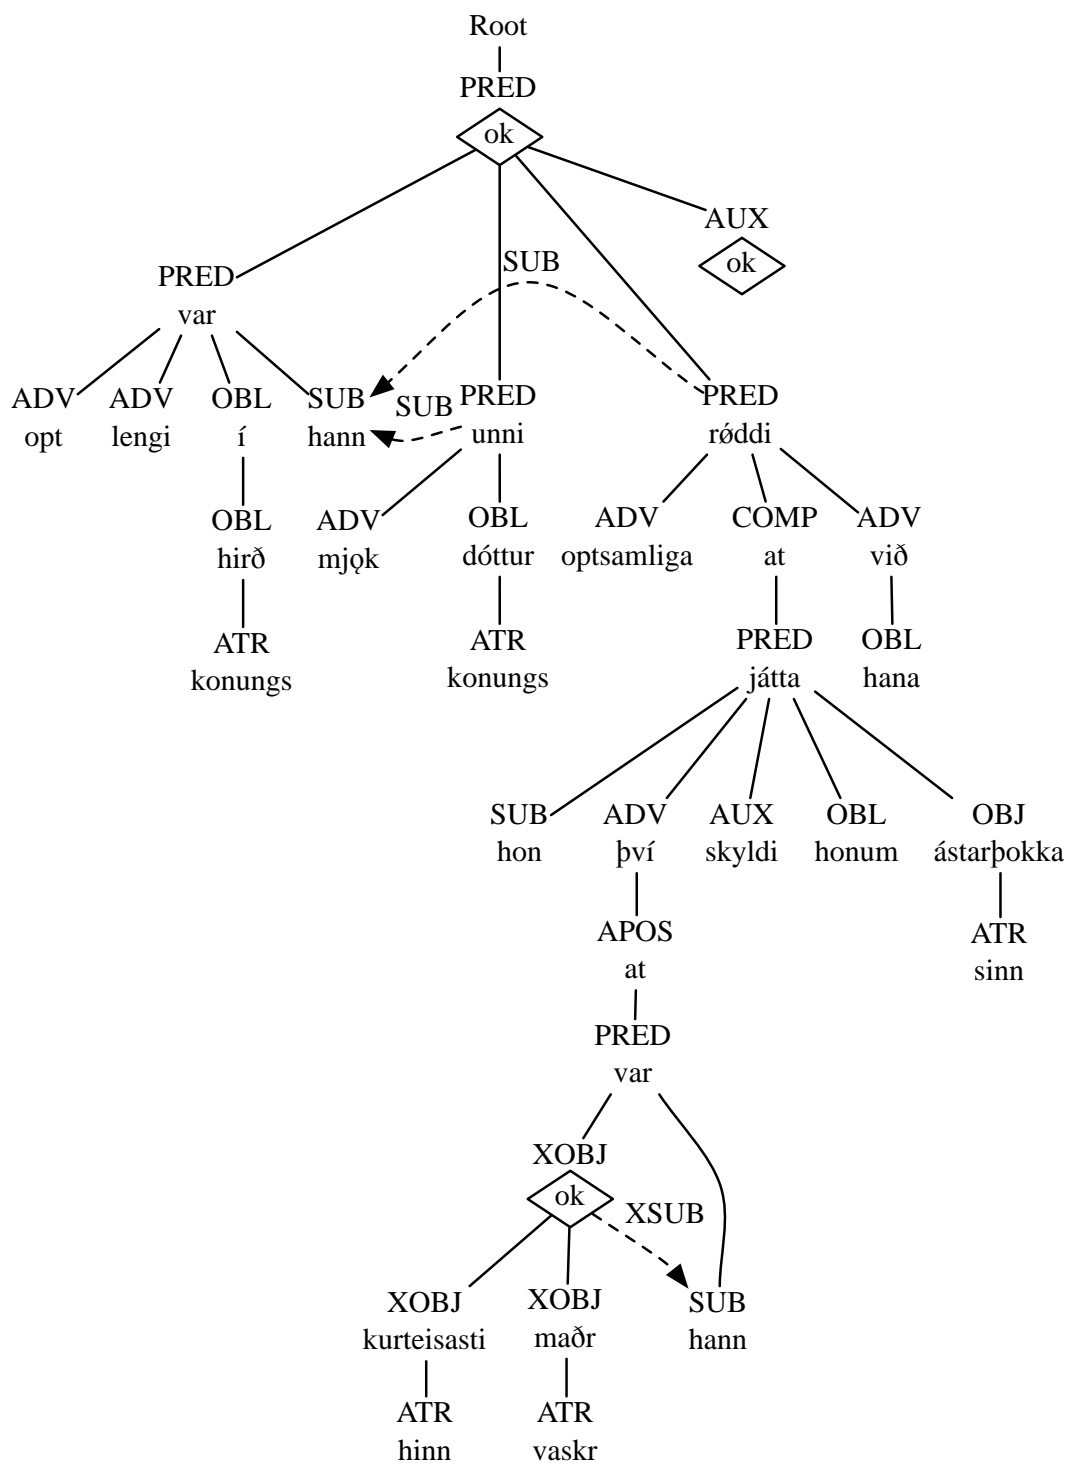 Root
PRED
ok
AUX
ok
SUB
PRED
var
ADV ADV OBL SUB SUB PRED PRED
opt lengi í hann unni røddi
OBL ADV OBL ADV COMP ADV
hirð mjǫk dóttur optsamliga at við
ATR ATR PRED OBL
konungs konungs játta hana
SUB ADV AUX OBL OBJ
hon því skyldi honum ástarþokka
APOS ATR
at sinn
PRED
var
XOBJ
ok
XSUB
XOBJ XOBJ SUB
kurteisasti maðr hann
ATR ATR
hinn vaskr